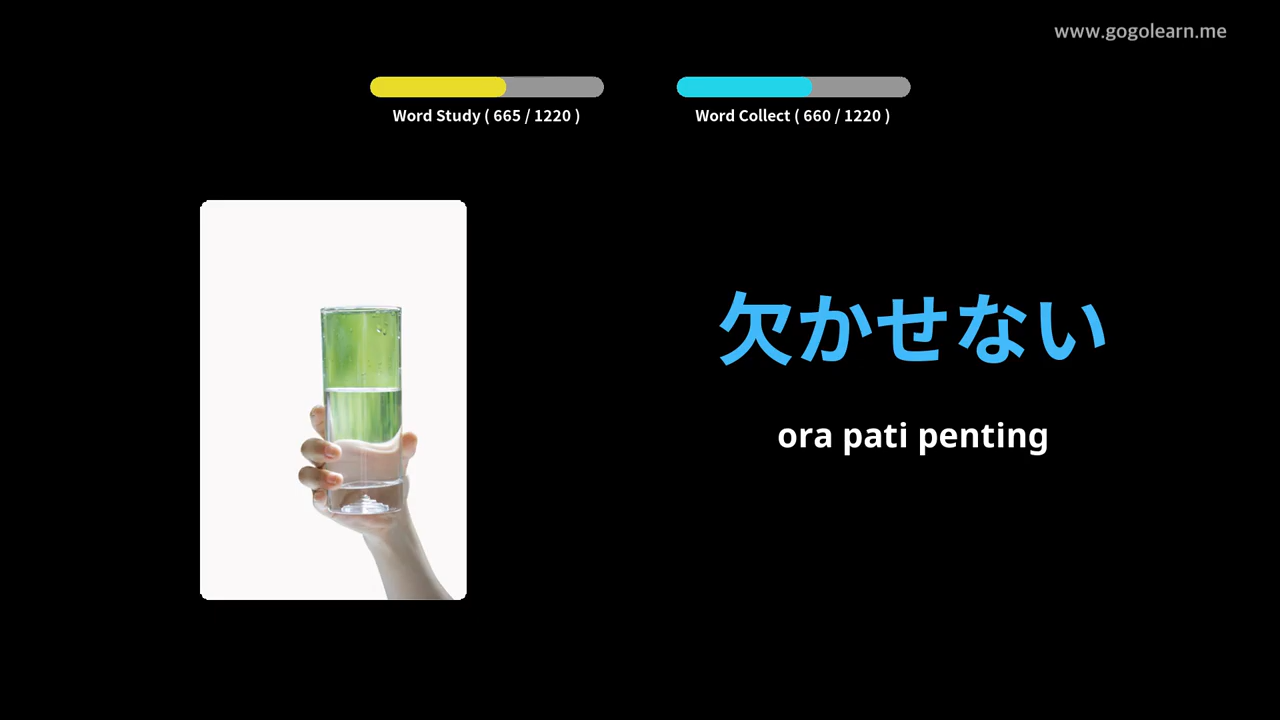 www.gogolearn.me
Word Study ( 665 / 1220 )
Word Collect ( 660 / 1220 )
欠かせない
ora pati penting